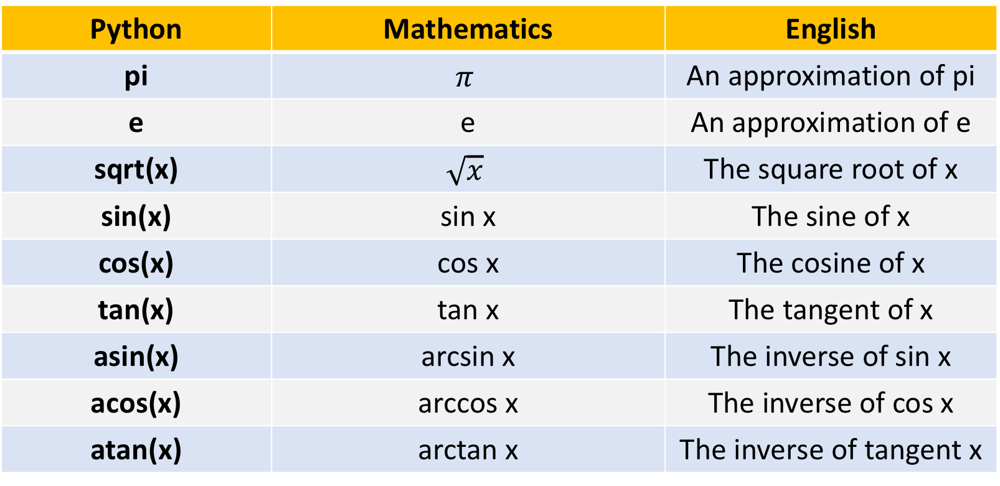 Python Mathematics English
pi π An approximation of pi
e e An approximation of e
sqrt(x) √x The square root of x
sin(x) sin x The sine of x
cos(x) cos x The cosine of x
tan(x) tan x The tangent of x
asin(x) arcsin x The inverse of sin x
acos(x) arccos x The inverse of cos x
atan(x) arctan x The inverse of tangent x